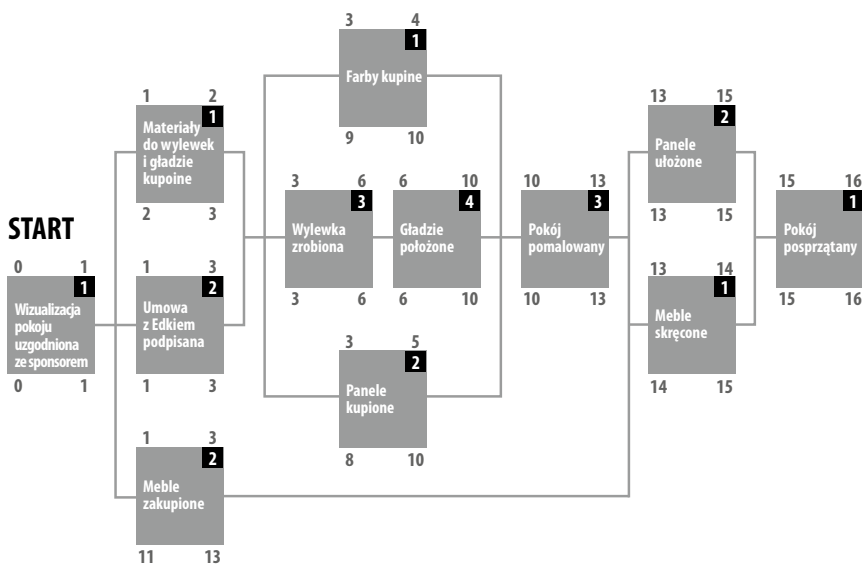 3 4
1
Farby kupine
9 10
1 2
1
Materiały
do wylewek
i gładzie
kupoine
2 3
13 15
2
Panele
ułożone
13 15
3 6
3
Wylewka
zrobiona
3 6
6 10
4
Gładzie
położone
6 10
10 13
3
Pokój
pomalowany
10 13
15 16
1
Pokój
posprzątany
15 16
START
0 1
1
Wizualizacja
pokoju
uzgodniona
ze sponsorem
0 1
1 3
2
Umowa
z Edkiem
podpisana
1 3
13 14
1
Meble
skręcone
14 15
3 5
2
Panele
kupione
8 10
1 3
2
Meble
zakupione
11 13